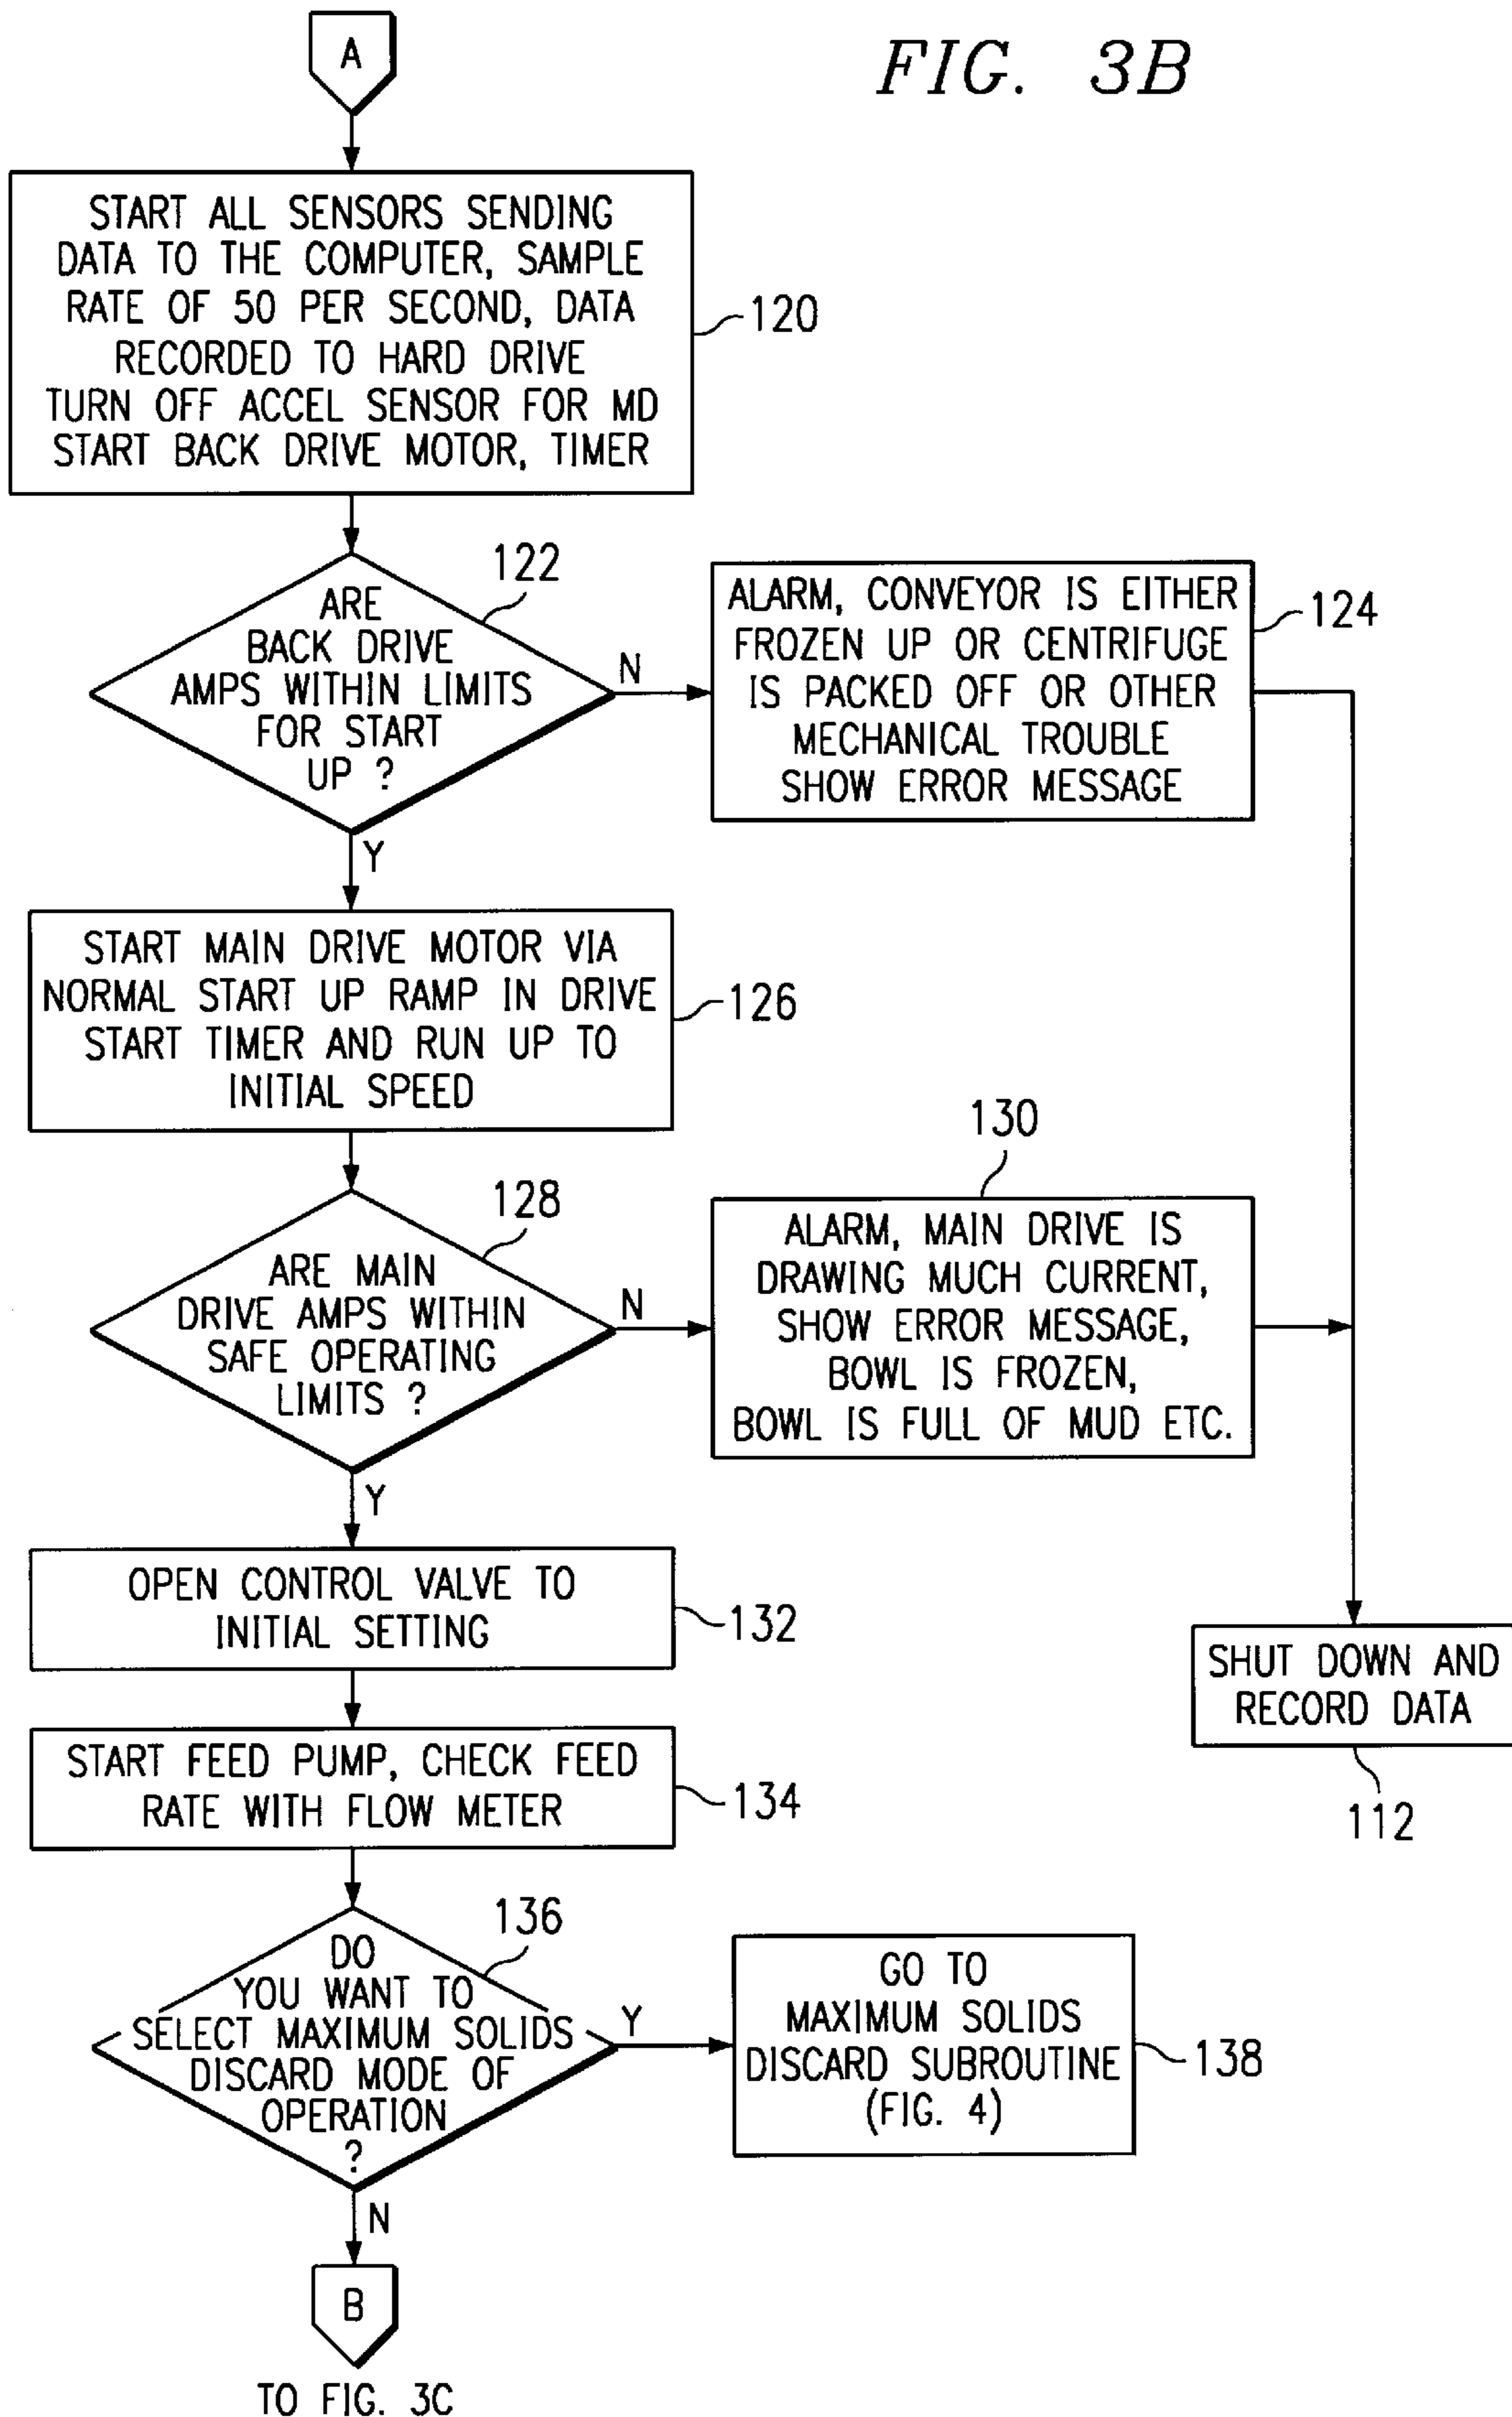 FIG. 3B
A
START ALL SENSORS SENDING
DATA TO THE COMPUTER, SAMPLE
RATE OF 50 PER SECOND, DATA
RECORDED TO HARD DRIVE
TURN OFF ACCEL SENSOR FOR MD
START BACK DRIVE MOTOR, TIMER
120
122
ARE
BACK DRIVE
AMPS WITHIN LIMITS
FOR START
UP ?
N
ALARM, CONVEYOR IS EITHER
FROZEN UP OR CENTRIFUGE
IS PACKED OFF OR OTHER
MECHANICAL TROUBLE
SHOW ERROR MESSAGE
124
Y
START MAIN DRIVE MOTOR VIA
NORMAL START UP RAMP IN DRIVE
START TIMER AND RUN UP TO
INITIAL SPEED
126
128
ARE MAIN
DRIVE AMPS WITHIN
SAFE OPERATING
LIMITS ?
N
130
ALARM, MAIN DRIVE IS
DRAWING MUCH CURRENT,
SHOW ERROR MESSAGE,
BOWL IS FROZEN,
BOWL IS FULL OF MUD ETC.
Y
OPEN CONTROL VALVE TO
INITIAL SETTING
132
SHUT DOWN AND
RECORD DATA
112
START FEED PUMP, CHECK FEED
RATE WITH FLOW METER
134
136
DO
YOU WANT TO
SELECT MAXIMUM SOLIDS
DISCARD MODE OF
OPERATION
?
Y
GO TO
MAXIMUM SOLIDS
DISCARD SUBROUTINE
(FIG. 4)
138
N
B
TO FIG. 3C